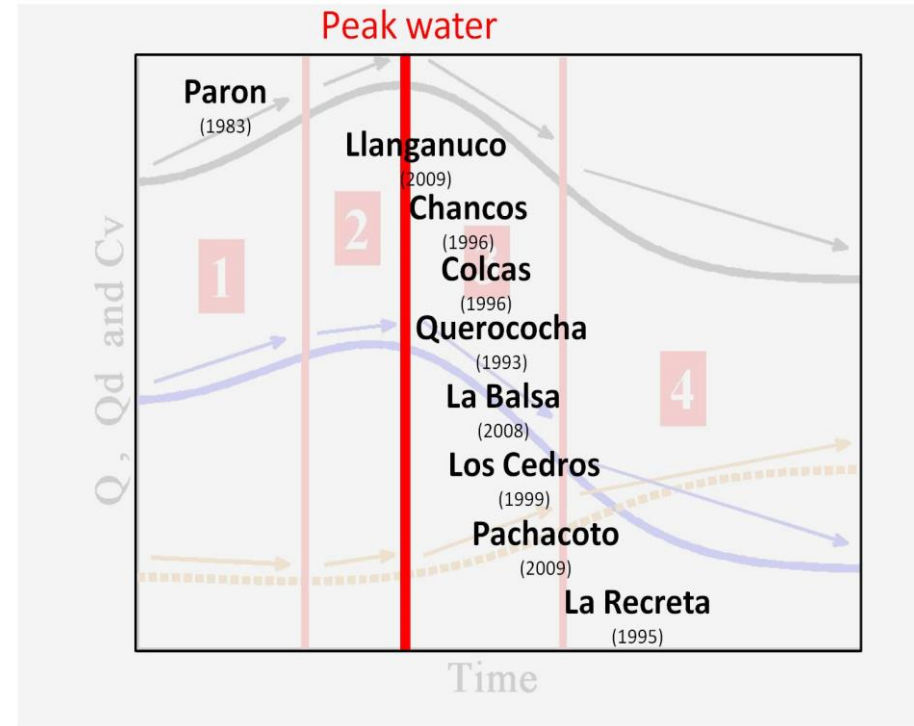 Peak water
Paron
(1983)
Llanganuco
(2009)
Chancos
(1996)
Colcas
(1996)
Querococha
(1993)
La Balsa
(2008)
Los Cedros
(1999)
Pachacoto
(2009)
La Recreta
(1995)
1
2
3
4
Q , Qd and Cv
Time